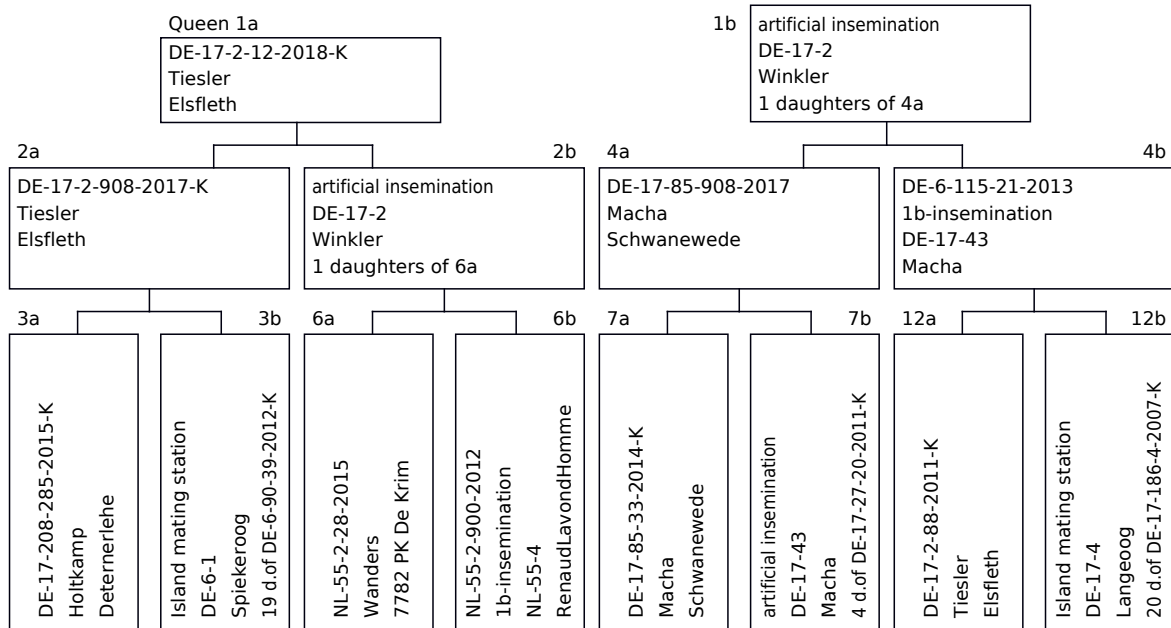 Queen 1a
DE-17-2-12-2018-K
Tiesler
Elsfleth
1b
artificial insemination
DE-17-2
Winkler
1 daughters of 4a
2a
DE-17-2-908-2017-K
Tiesler
Elsfleth
2b
artificial insemination
DE-17-2
Winkler
1 daughters of 6a
4a
DE-17-85-908-2017
Macha
Schwanewede
4b
DE-6-115-21-2013
1b-insemination
DE-17-43
Macha
3a
DE-17-208-285-2015-K
Holtkamp
Deternerlehe
3b
Island mating station
DE-6-1
Spiekeroog
19 d.of DE-6-90-39-2012-K
6a
NL-55-2-28-2015
Wanders
7782 PK De Krim
6b
NL-55-2-900-2012
1b-insemination
NL-55-4
RenaudLavondHomme
7a
DE-17-85-33-2014-K
Macha
Schwanewede
7b
artificial insemination
DE-17-43
Macha
4 d.of DE-17-27-20-2011-K
12a
DE-17-2-88-2011-K
Tiesler
Elsfleth
12b
Island mating station
DE-17-4
Langeoog
20 d.of DE-17-186-4-2007-K